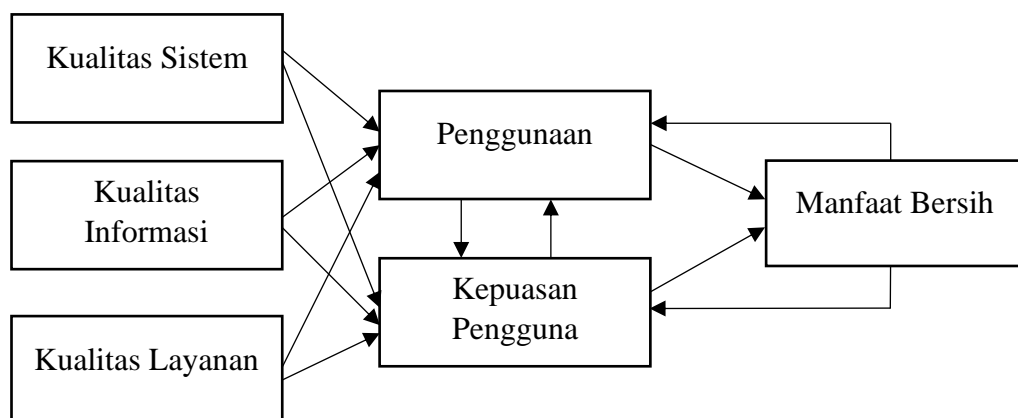 Kualitas Sistem
Kualitas
Informasi
Kualitas Layanan
Penggunaan
Kepuasan
Pengguna
Manfaat Bersih